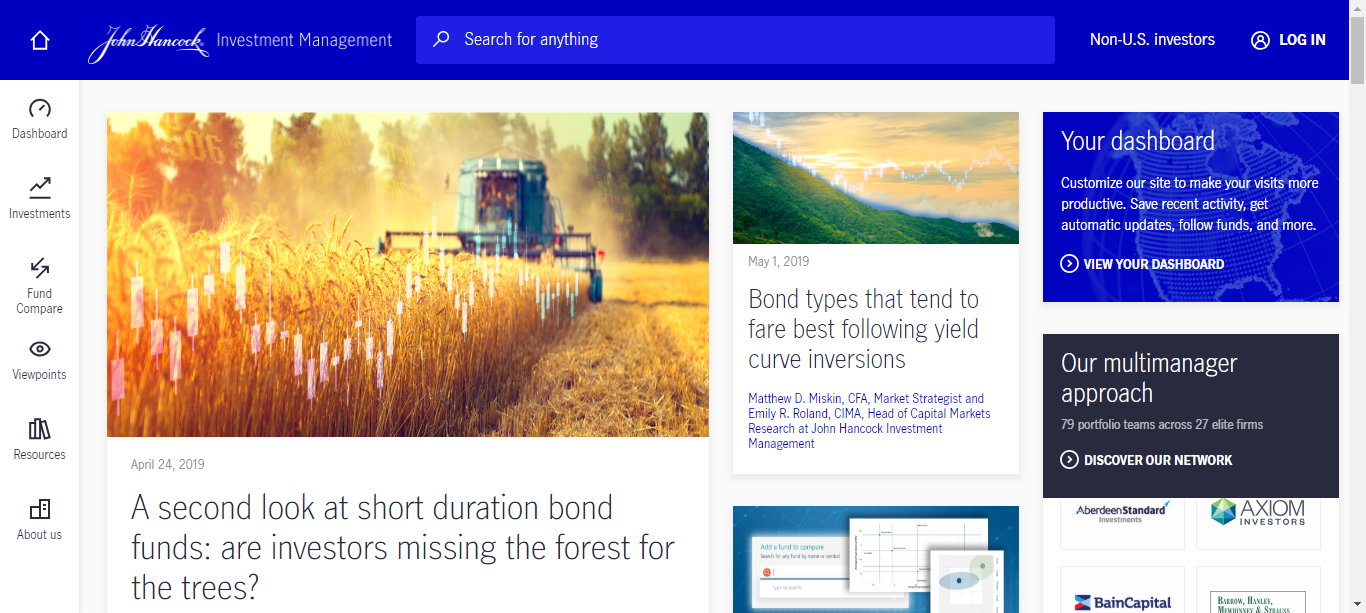 John Hancock Investment Management
Search for anything
Non-U.S. investors
LOG IN
Dashboard
Investments
Fund
Compare
Viewpoints
Resources
About us
April 24, 2019
A second look at short duration bond
funds: are investors missing the forest for
the trees?
May 1, 2019
Bond types that tend to
fare best following yield
curve inversions
Matthew D. Miskin, CFA, Market Strategist and
Emily R. Roland, CIMA, Head of Capital Markets
Research at John Hancock Investment
Management
Add a fund to compare
Search for any fund by name or symbol
Type to search...
Your dashboard
Customize our site to make your visits more
productive. Save recent activity, get
automatic updates, follow funds, and more.
VIEW YOUR DASHBOARD
Our multimanager
approach
79 portfolio teams across 27 elite firms
DISCOVER OUR NETWORK
AberdeenStandard
Investments
AXIOM
INVESTORS
BainCapital
BARROW, HANLEY,
MEWHINNEY & STRAUSS